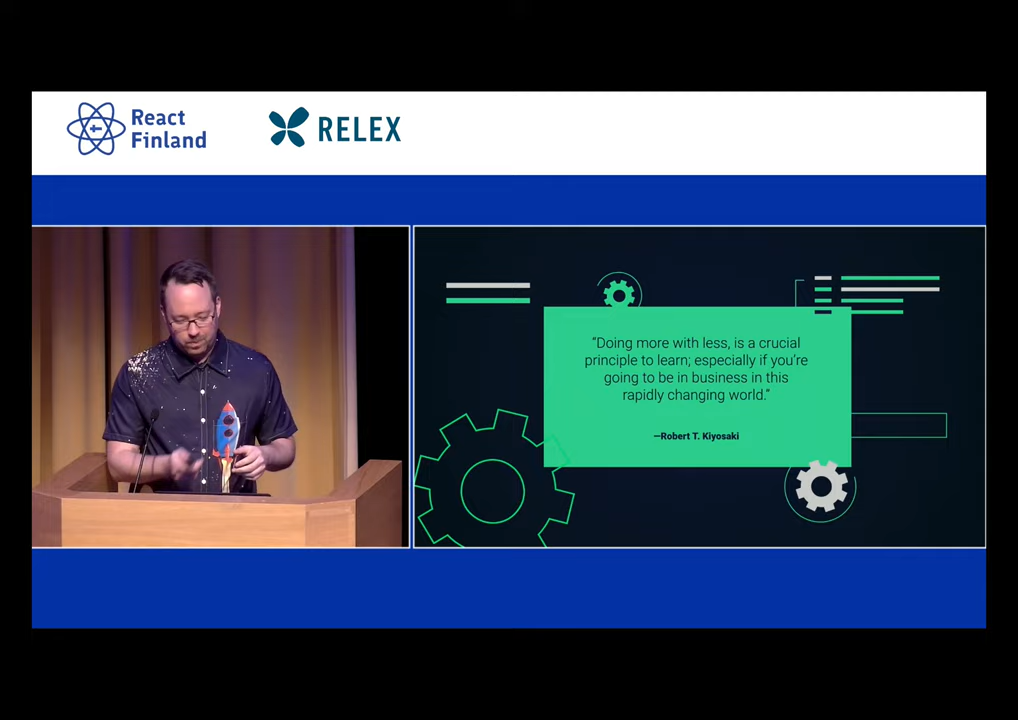 React
Finland
RELEX
“Doing more with less, is a crucial
principle to learn; especially if you’re
going to be in business in this
rapidly changing world.”
—Robert T. Kiyosaki